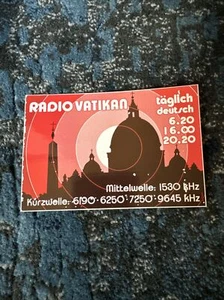 RADIO VATIKAN
täglich
deutsch
6.20
16.00
20.20
Mittelwelle: 1530 kHz
Kurzwelle: 6190 · 6250 · 7250 · 9645 kHz